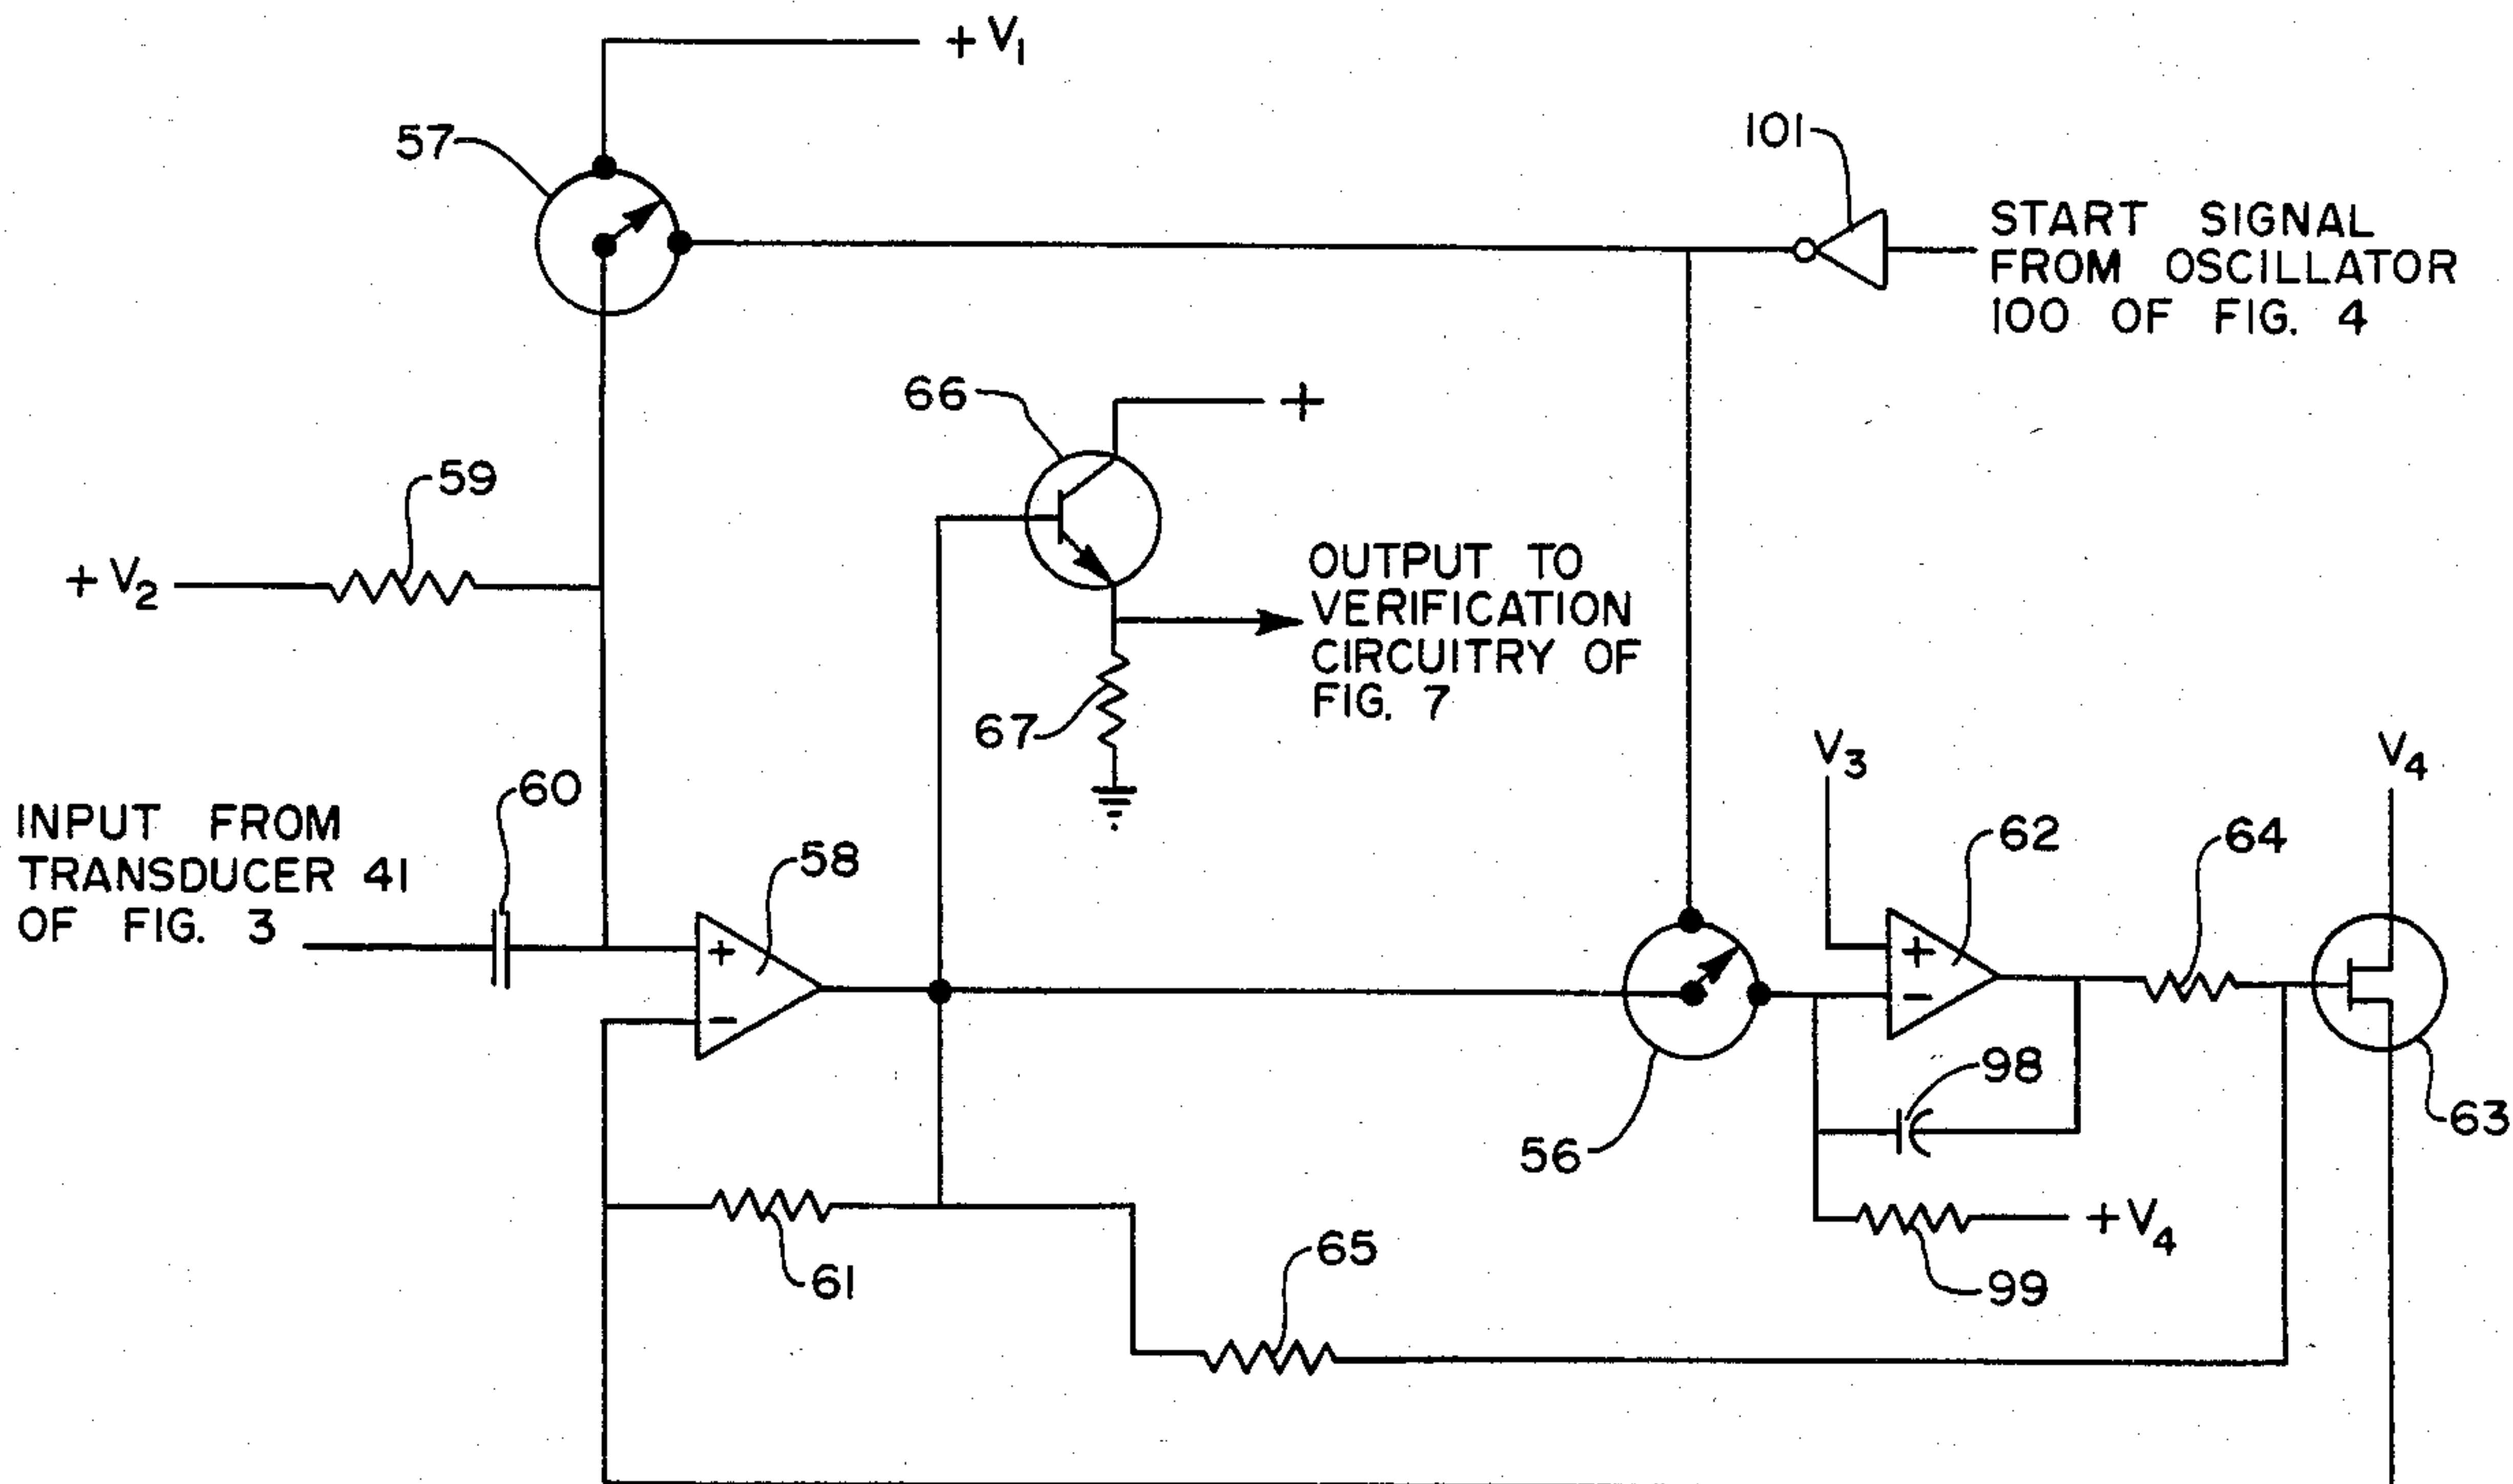 + V1
57
101
START SIGNAL
FROM OSCILLATOR
100 OF FIG. 4
66
+
59
+ V2
OUTPUT TO
VERIFICATION
CIRCUITRY OF
FIG. 7
67
V3
V4
60
INPUT FROM
TRANSDUCER 41
OF FIG. 3
58
62
64
+
-
+
-
98
63
56
61
65
+ V4
99